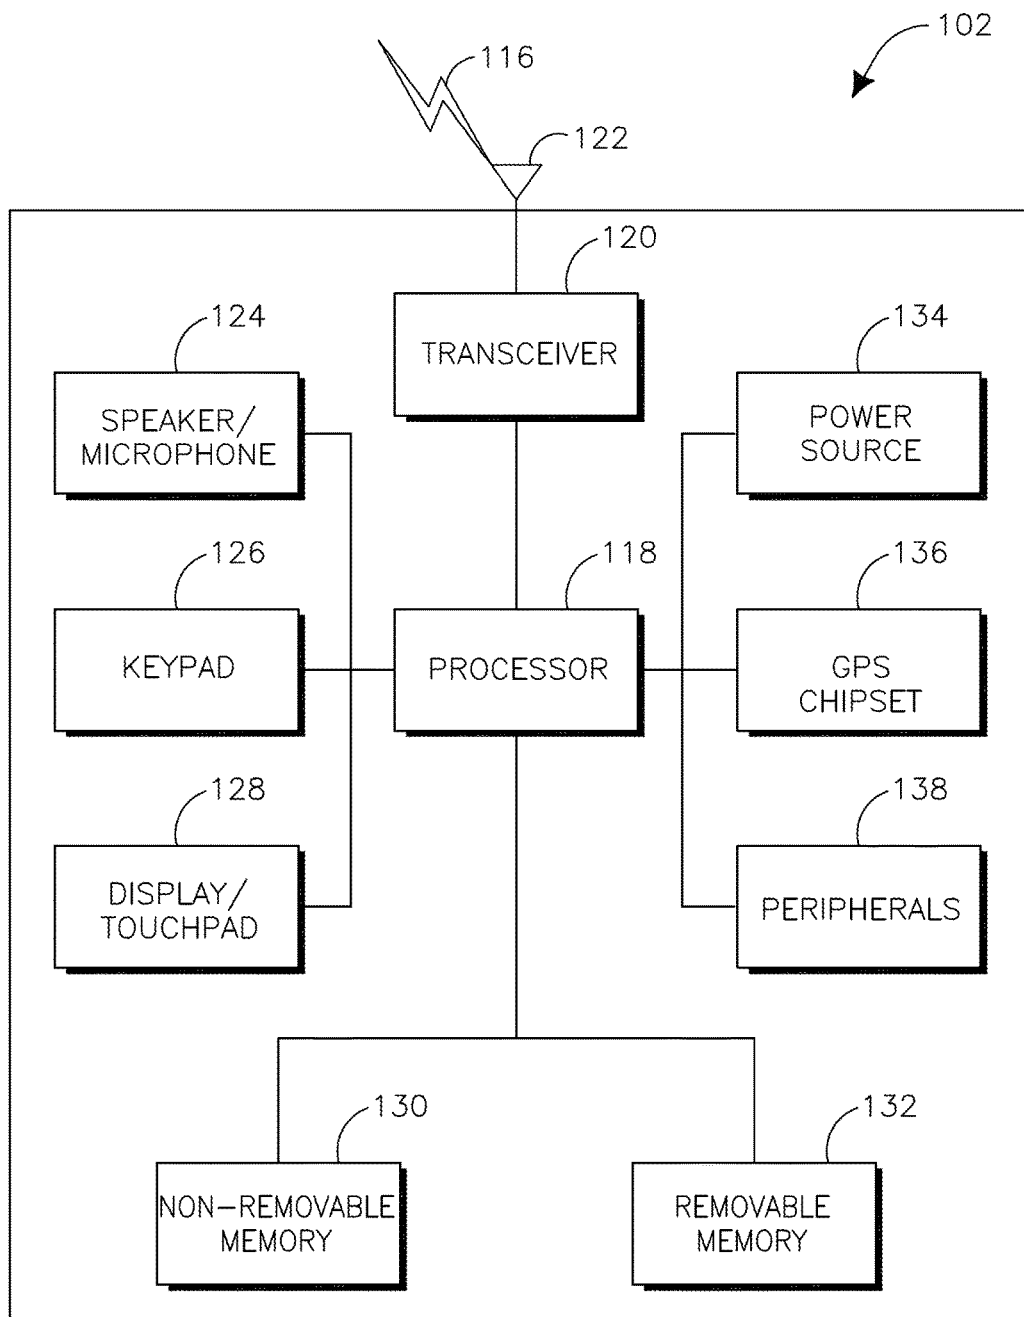 102
116
122
120
TRANSCEIVER
124
SPEAKER/
MICROPHONE
134
POWER
SOURCE
126
KEYPAD
118
PROCESSOR
136
GPS
CHIPSET
128
DISPLAY/
TOUCHPAD
138
PERIPHERALS
130
NON-REMOVABLE
MEMORY
132
REMOVABLE
MEMORY